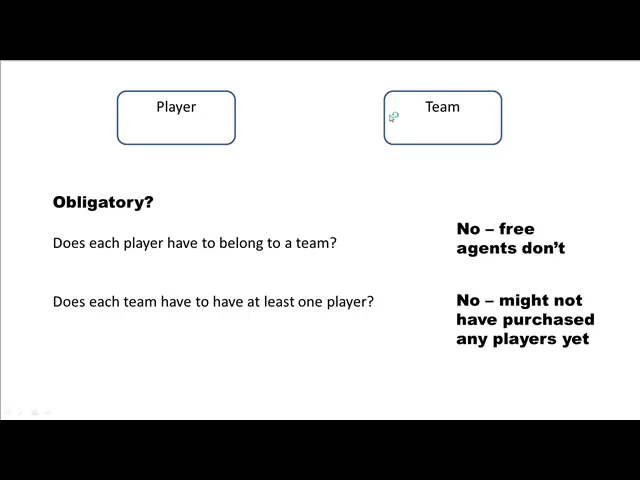 Player
Team
Obligatory?
Does each player have to belong to a team?
No – free
agents don’t
Does each team have to have at least one player?
No – might not
have purchased
any players yet